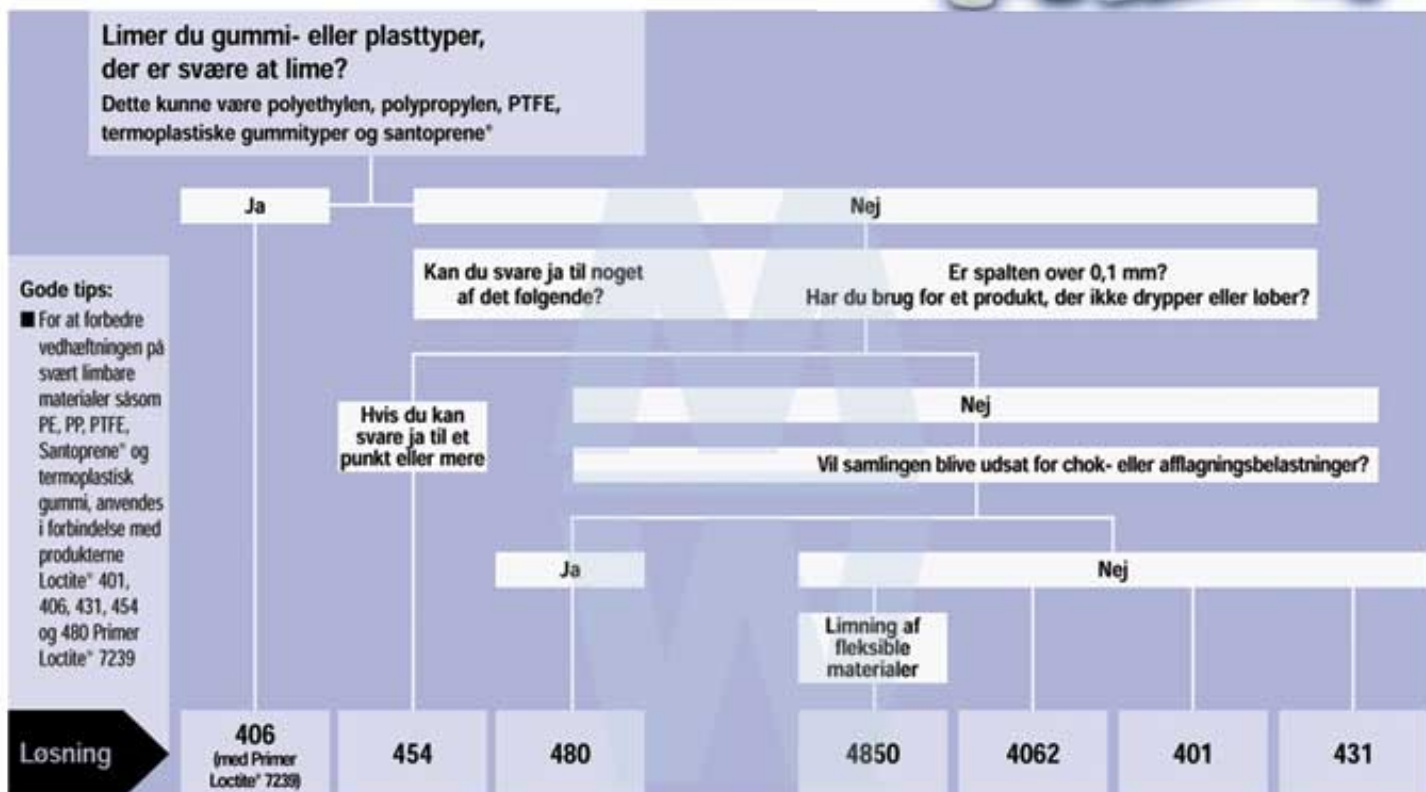 Limer du gummi- eller plasttyper,
der er svære at lime?
Dette kunne være polyethylen, polypropylen, PTFE,
termoplastiske gummityper og santoprene®
Ja
Nej
Kan du svare ja til noget
af det følgende?
Er spalten over 0,1 mm?
Har du brug for et produkt, der ikke drypper eller løber?
Gode tips:
■ For at forbedre
vedhæftningen på
svært limbare
materialer såsom
PE, PP, PTFE,
Santoprene® og
termoplastisk
gummi, anvendes
i forbindelse med
produkterne
Loctite® 401,
406, 431, 454
og 480 Primer
Loctite® 7239
Hvis du kan
svare ja til et
punkt eller mere
Nej
Vil samlingen blive udsat for chok- eller afflagningsbelastninger?
Ja
Nej
Limning af
fleksible
materialer
Løsning
406
(med Primer
Loctite® 7239)
454
480
4850
4062
401
431